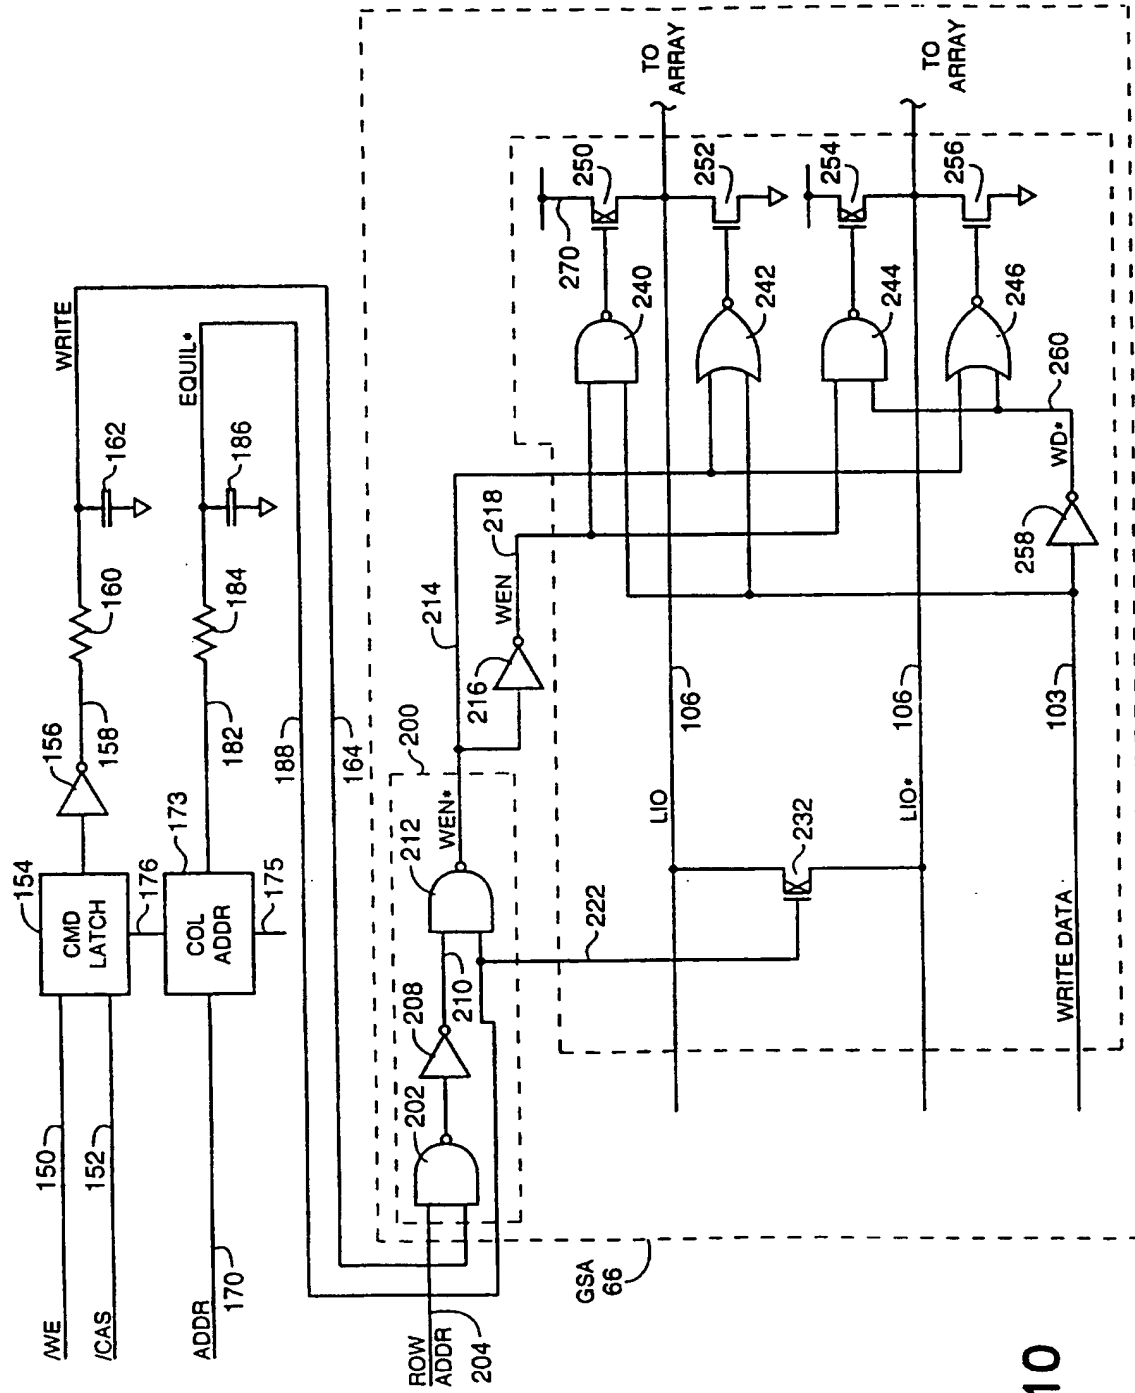 /WE
150
/CAS
152
154
CMD
LATCH
156
158
160
162
WRITE
176
173
ADDR
170
COL
ADDR
175
182
184
186
EQUIL*
188
164
ROW
ADDR
204
200
202
208
210
212
WEN*
214
216
WEN
218
222
GSA
66
LIO
106
232
LIO*
106
WRITE DATA
103
258
WD*
260
270
250
240
TO
ARRAY
252
242
254
244
TO
ARRAY
256
246
10